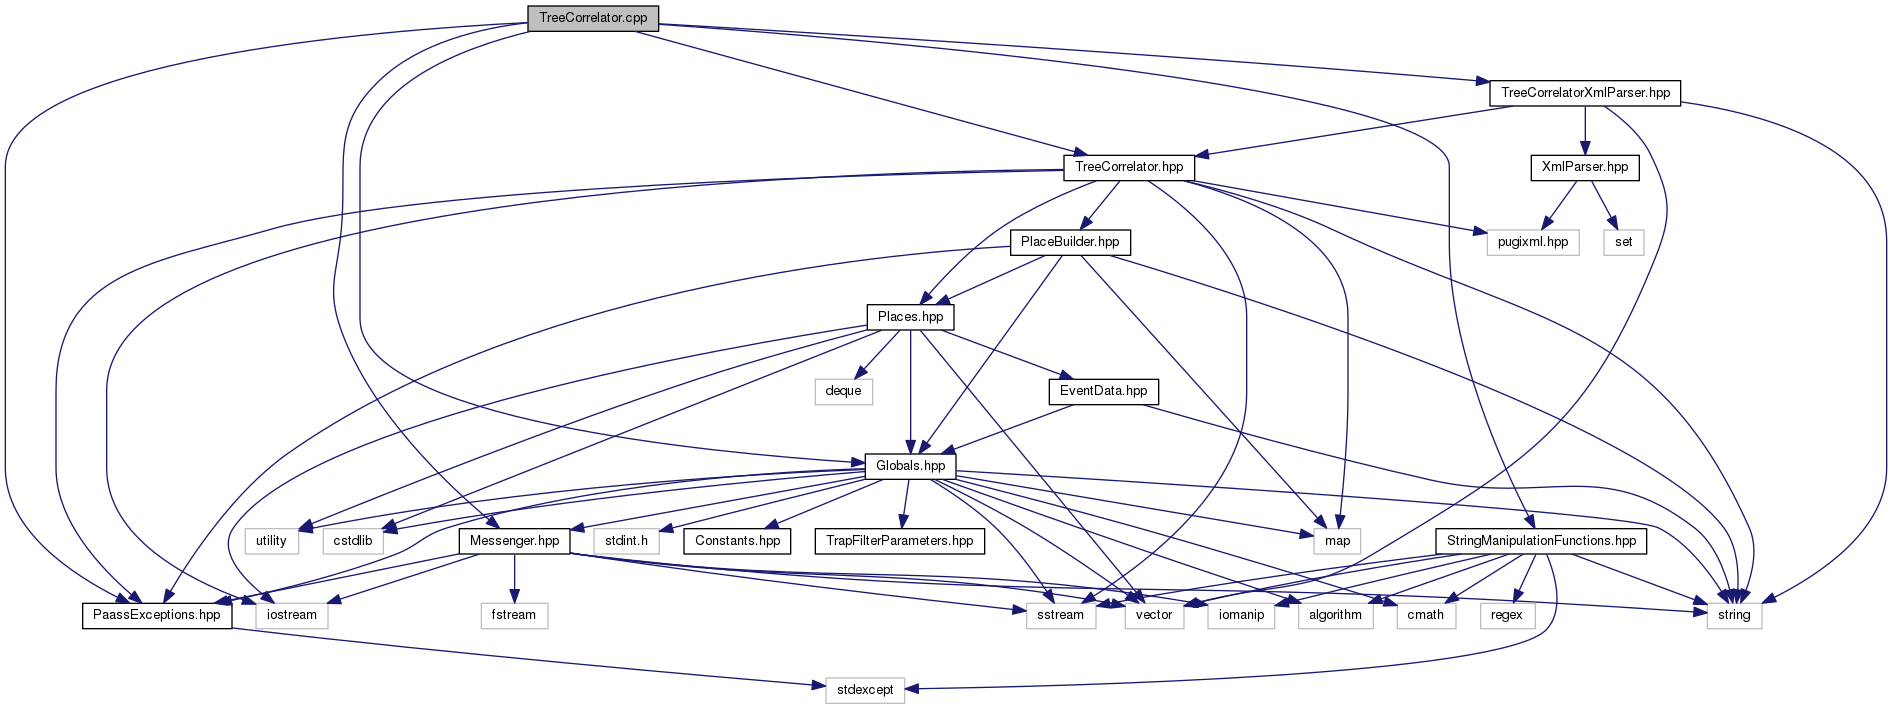 TreeCorrelator.cpp
TreeCorrelatorXmlParser.hpp
TreeCorrelator.hpp
XmlParser.hpp
PlaceBuilder.hpp
pugixml.hpp
set
Places.hpp
deque
EventData.hpp
Globals.hpp
utility
cstdlib
Messenger.hpp
stdint.h
Constants.hpp
TrapFilterParameters.hpp
map
StringManipulationFunctions.hpp
PaassExceptions.hpp
iostream
fstream
sstream
vector
iomanip
algorithm
cmath
regex
string
stdexcept